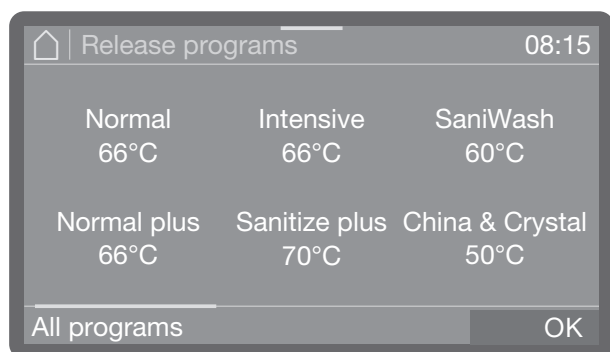 Release programs 08:15
Normal Intensive SaniWash
66°C 66°C 60°C
Normal plus Sanitize plus China & Crystal
66°C 70°C 50°C
All programs OK